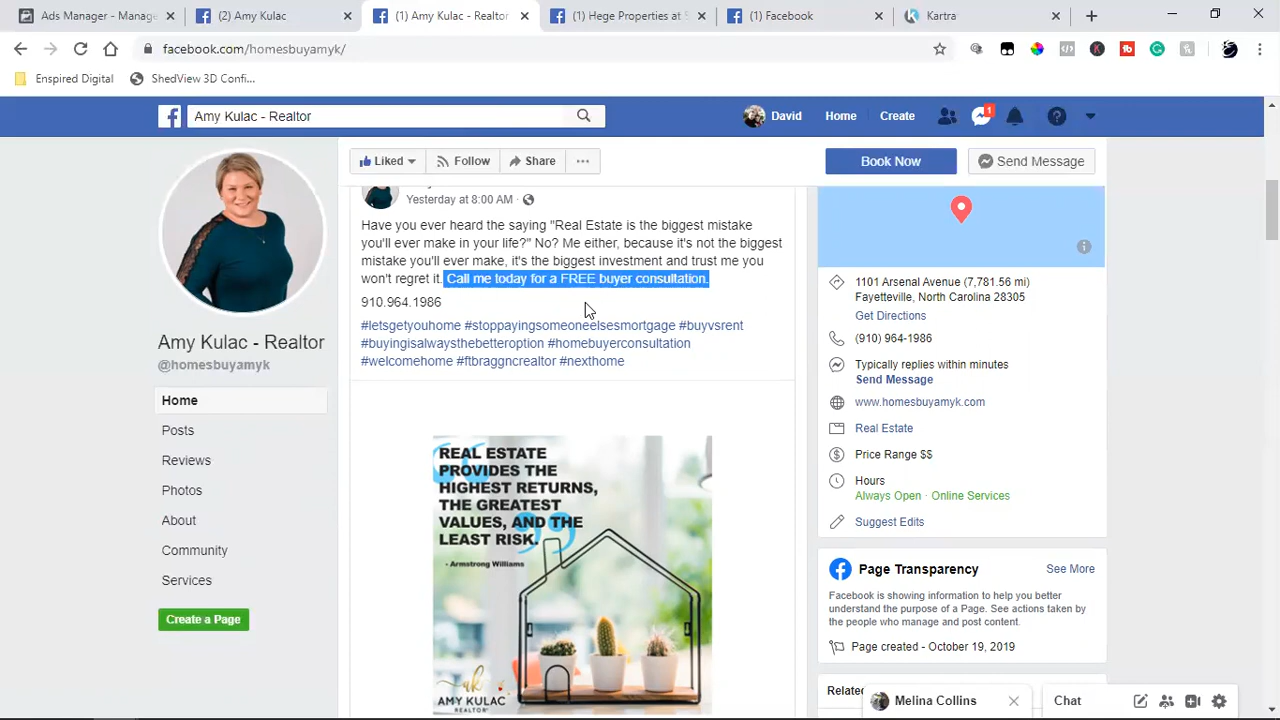 Ads Manager - Manage
(2) Amy Kulac
(1) Amy Kulac - Realtor
(1) Hege Properties at S
(1) Facebook
Kartra
facebook.com/homesbuyamyk/
Enspired Digital
ShedView 3D Confi...
Amy Kulac - Realtor
David
Home
Create
1
Liked
Follow
Share
Book Now
Send Message
Yesterday at 8:00 AM ·
Have you ever heard the saying "Real Estate is the biggest mistake
you'll ever make in your life?" No? Me either, because it's not the biggest
mistake you'll ever make, it's the biggest investment and trust me you
won't regret it. Call me today for a FREE buyer consultation.
910.964.1986
#letsgetyouhome #stoppayingsomeoneelsesmortgage #buyvsrent
#buyingisalwaysthebetteroption #homebuyerconsultation
#welcomehome #ftbraggncrealtor #nexthome
REAL ESTATE
PROVIDES THE
HIGHEST RETURNS,
THE GREATEST
VALUES, AND THE
LEAST RISK.
- Armstrong Williams
ak
AMY KULAC
REALTOR®
Amy Kulac - Realtor
@homesbuyamyk
Home
Posts
Reviews
Photos
About
Community
Services
Create a Page
1101 Arsenal Avenue (7,781.56 mi)
Fayetteville, North Carolina 28305
Get Directions
(910) 964-1986
Typically replies within minutes
Send Message
www.homesbuyamyk.com
Real Estate
Price Range $$
Hours
Always Open · Online Services
Suggest Edits
Page Transparency
See More
Facebook is showing information to help you better
understand the purpose of a Page. See actions taken by
the people who manage and post content.
Page created - October 19, 2019
Relate
Melina Collins
Chat